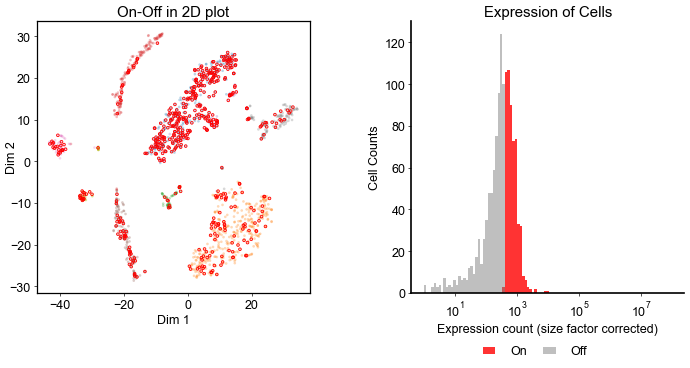 On-Off in 2D plot
Dim 2
30
20
10
0
−10
−20
−30
−40
−20
0
20
Dim 1
Expression of Cells
Cell Counts
120
100
80
60
40
20
0
10^1
10^3
10^5
10^7
Expression count (size factor corrected)
On
Off